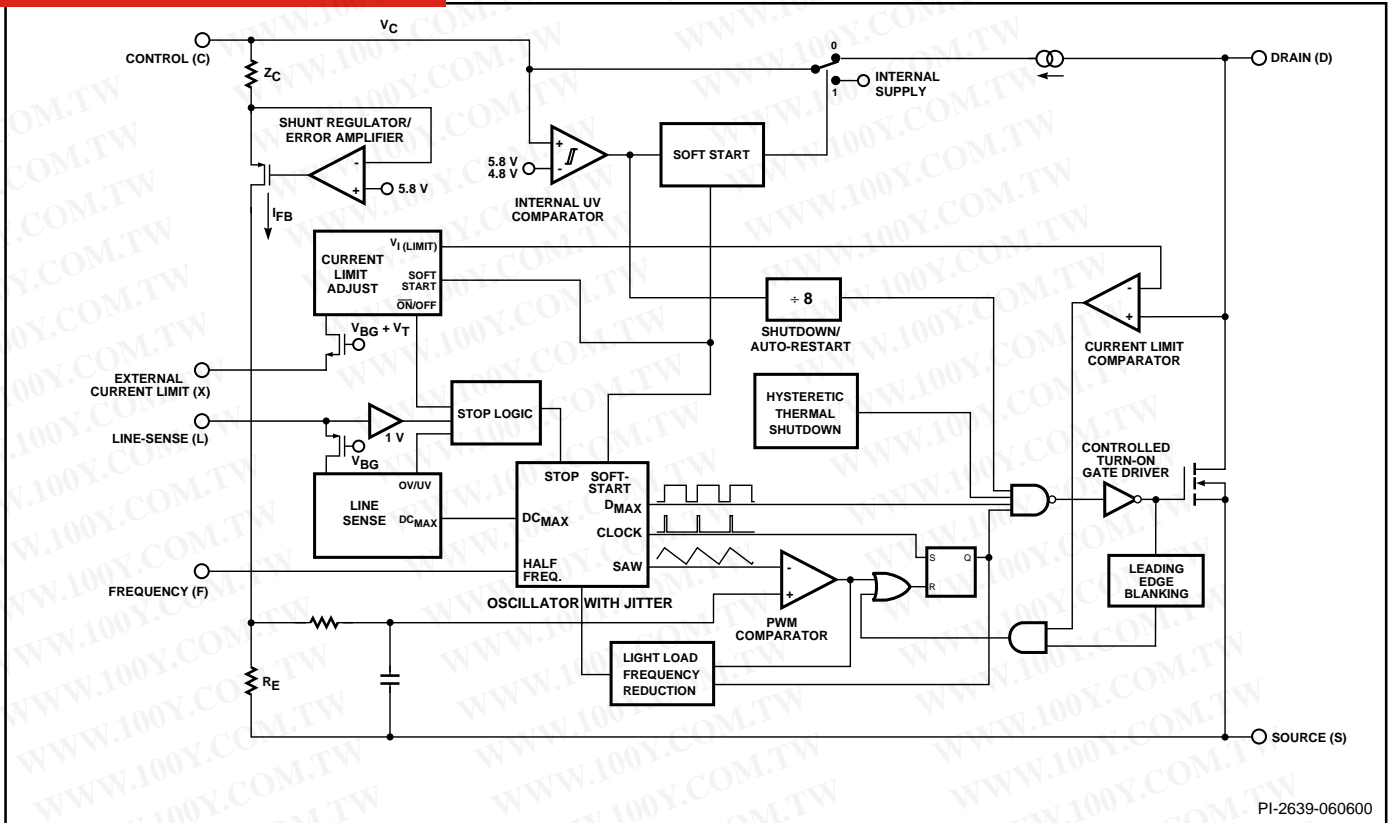 V_C
CONTROL (C)
Z_C
0
1
INTERNAL
SUPPLY
DRAIN (D)
SHUNT REGULATOR/
ERROR AMPLIFIER
-
+
5.8 V
I_FB
+
-
5.8 V
4.8 V
INTERNAL UV
COMPARATOR
SOFT START
V_I (LIMIT)
CURRENT
LIMIT
ADJUST
SOFT
START
O̅N̅/OFF
V_BG + V_T
÷ 8
SHUTDOWN/
AUTO-RESTART
-
+
CURRENT LIMIT
COMPARATOR
EXTERNAL
CURRENT LIMIT (X)
LINE-SENSE (L)
1 V
V_BG
STOP LOGIC
HYSTERETIC
THERMAL
SHUTDOWN
CONTROLLED
TURN-ON
GATE DRIVER
OV/UV
LINE
SENSE
DC_MAX
STOP
SOFT-
START
D_MAX
DC_MAX
CLOCK
HALF
FREQ.
SAW
OSCILLATOR WITH JITTER
-
+
PWM
COMPARATOR
S
Q
R
LEADING
EDGE
BLANKING
FREQUENCY (F)
LIGHT LOAD
FREQUENCY
REDUCTION
R_E
SOURCE (S)
PI-2639-060600
WWW.100Y.COM.TW